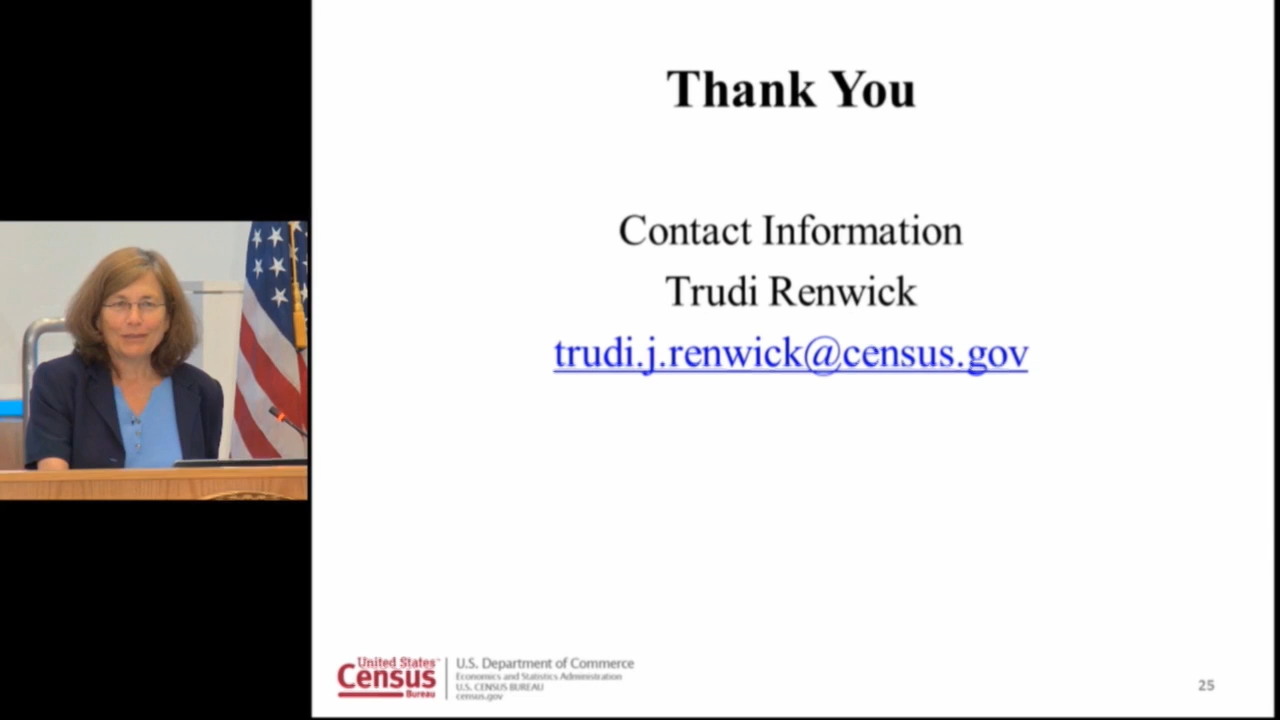 Thank You
Contact Information
Trudi Renwick
trudi.j.renwick@census.gov
United States™
Census
Bureau
U.S. Department of Commerce
Economics and Statistics Administration
U.S. CENSUS BUREAU
census.gov
25